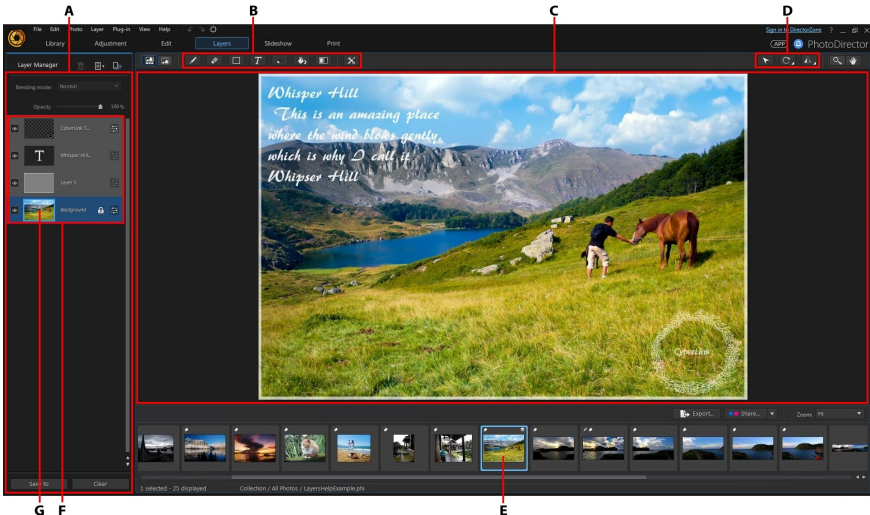 A
B
C
D
File Edit Photo Layer Plug-in View Help
Sign in to DirectorZone
?
Library Adjustment Edit Layers Slideshow Print
APP PhotoDirector
Layer Manager
T
Blending mode: Normal
Opacity 100 %
CyberLink T...
T Whisper Hill...
Layer 1
Background
Whisper Hill
This is an amazing place
where the wind blows gently,
which is why I call it
Whipser Hill
CyberLink
Export... Share... Zoom: Fit
Save to Clear
1 selected - 25 displayed Collection / All Photos / LayersHelpExample.phi
G
F
E